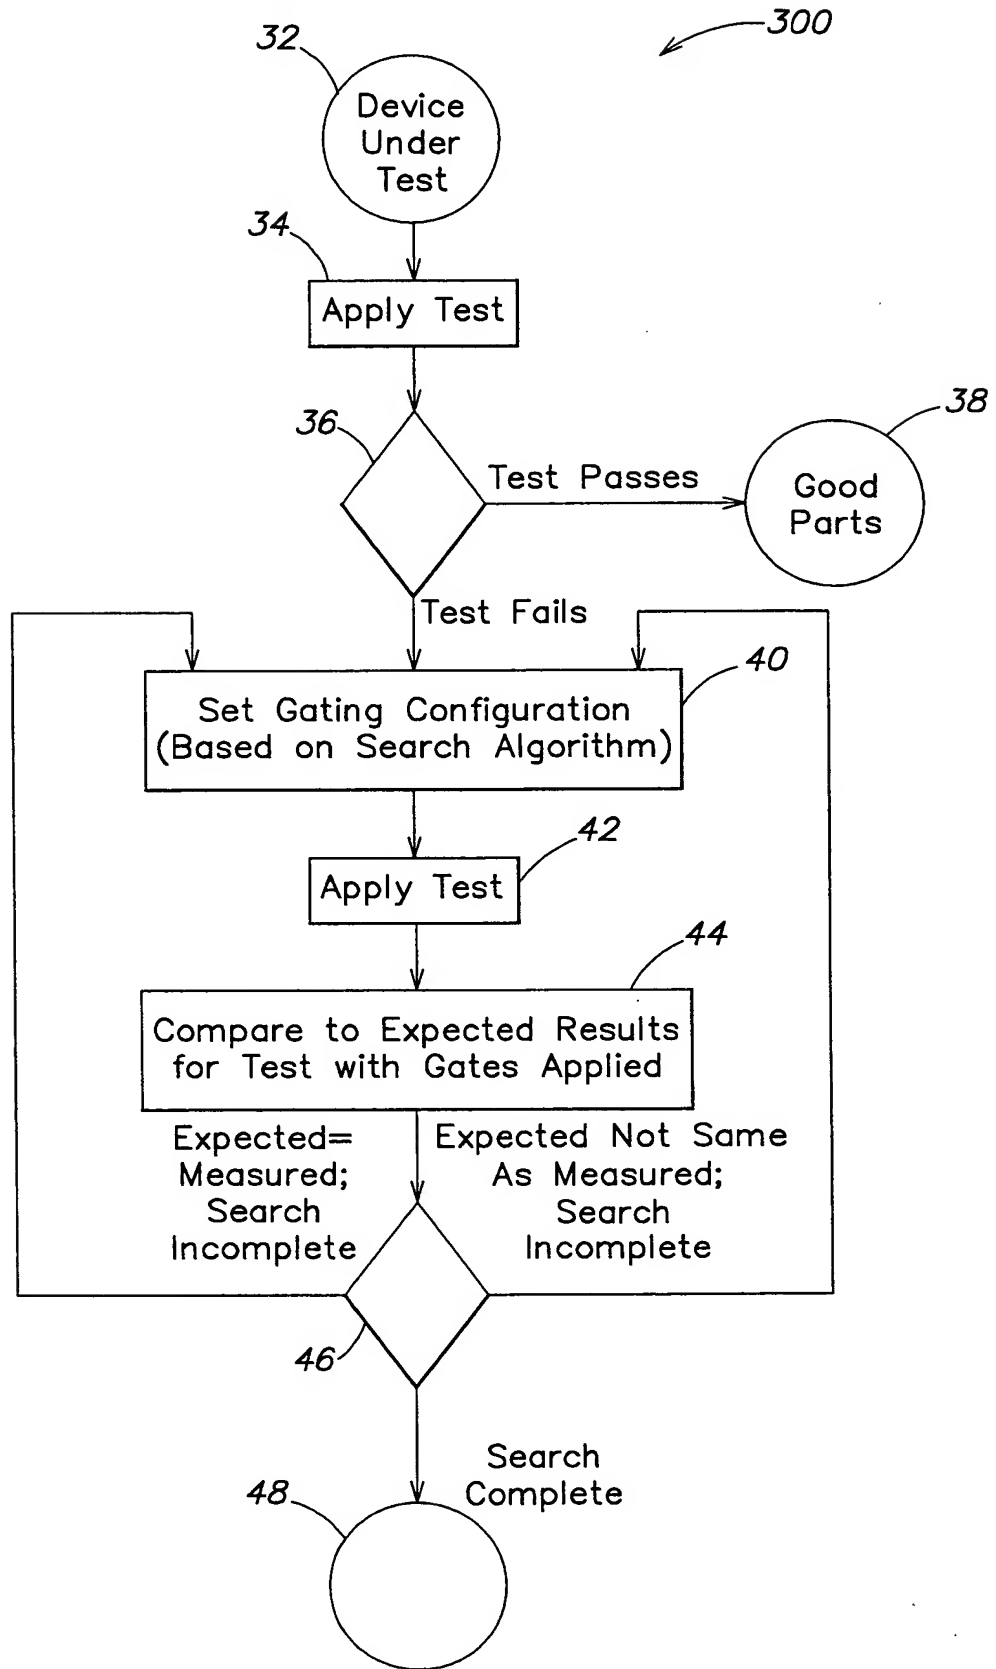 300
32
Device
Under
Test
34
Apply Test
36
Test Passes
38
Good
Parts
Test Fails
40
Set Gating Configuration
(Based on Search Algorithm)
42
Apply Test
44
Compare to Expected Results
for Test with Gates Applied
Expected=
Measured;
Search
Incomplete
Expected Not Same
As Measured;
Search
Incomplete
46
Search
Complete
48